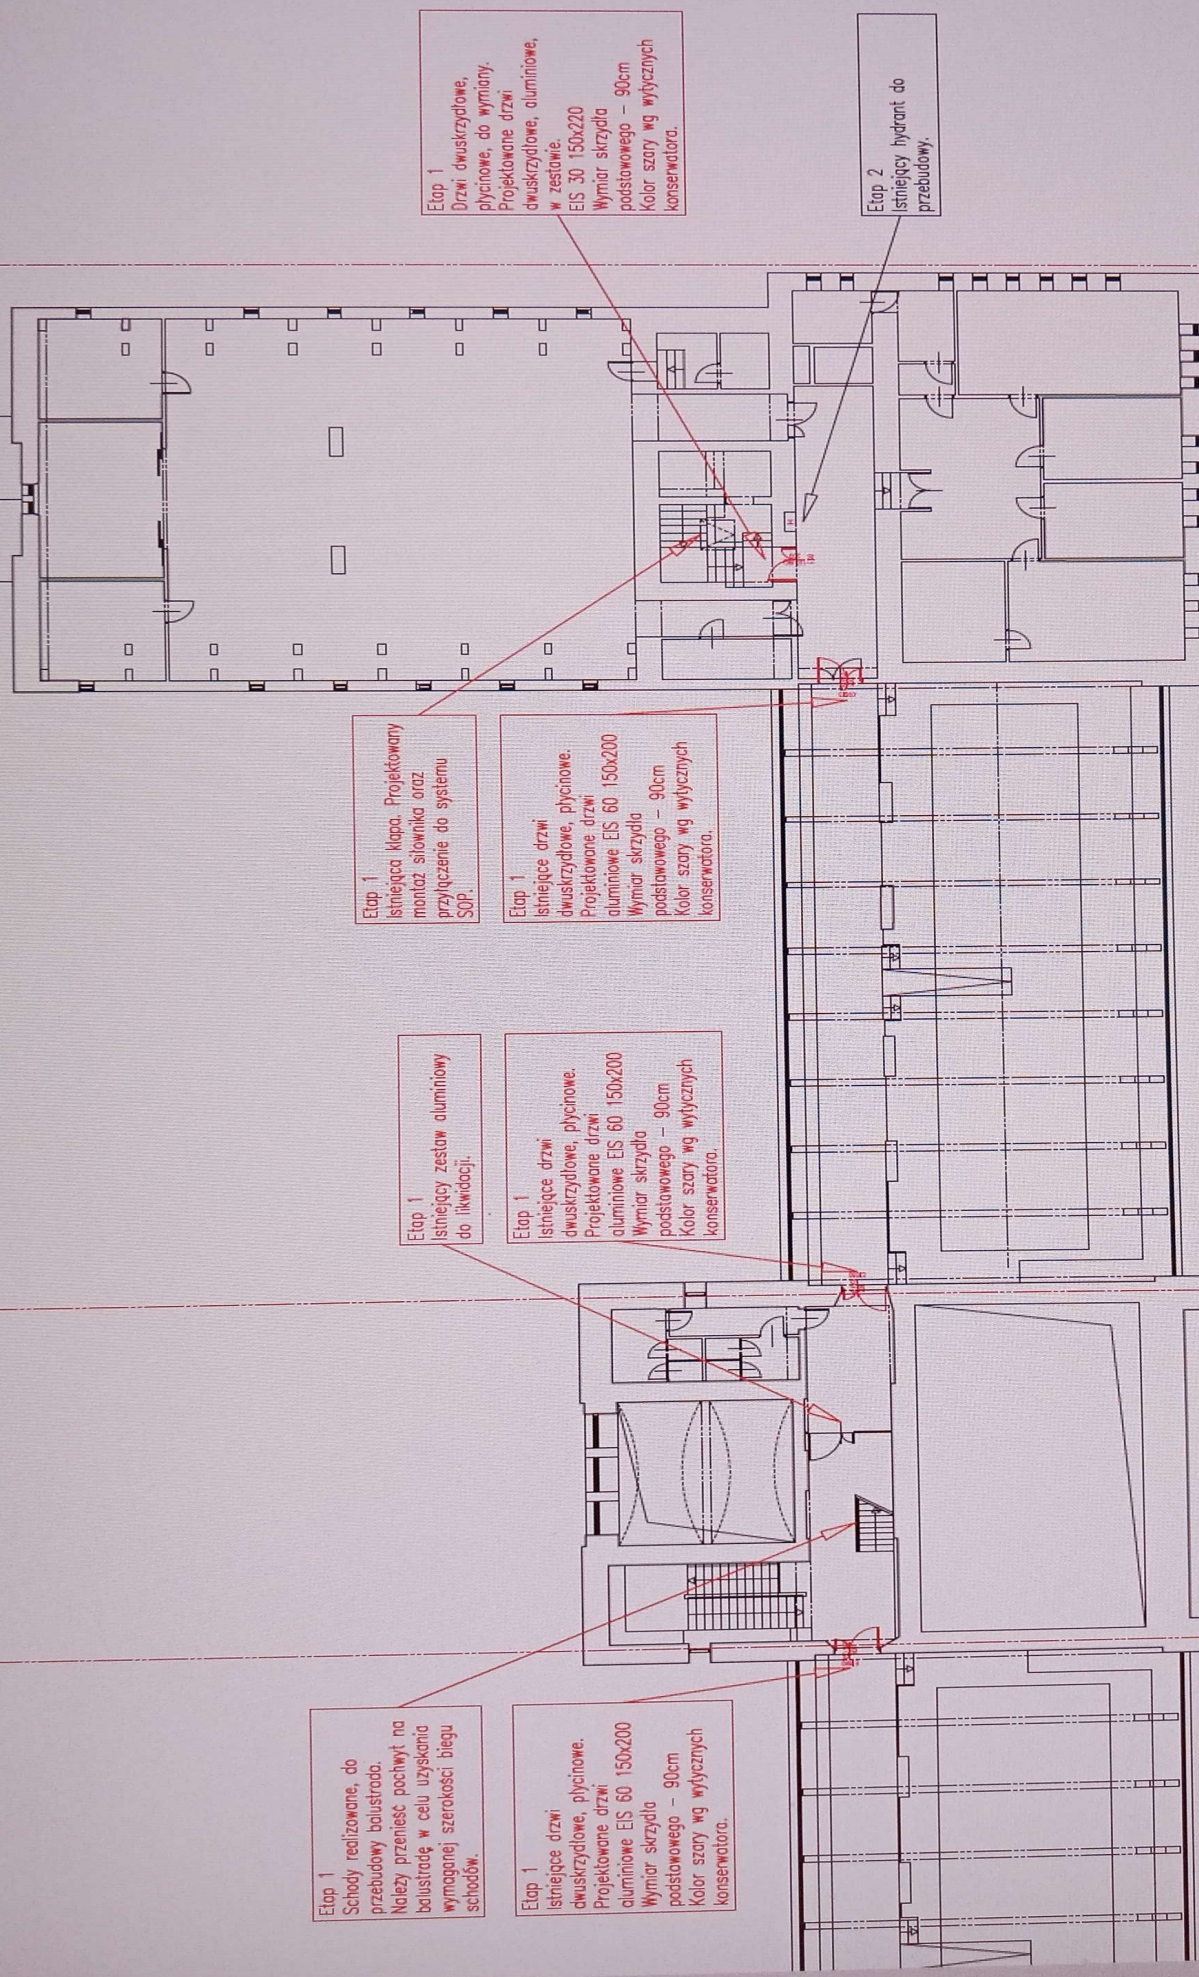 Etap 1
Schody realizowane, do
przebudowy balustrada.
Należy przenieść pochwyt na
balustradę w celu uzyskania
wymaganej szerokości biegu
schodów.
Etap 1
Istniejące drzwi
dwuskrzydłowe, płycinowe.
Projektowane drzwi
aluminiowe EIS 60 150x200
Wymiar skrzydła
podstawowego – 90cm
Kolor szary wg wytycznych
konserwatora.
Etap 1
Istniejący zestaw aluminiowy
do likwidacji.
Etap 1
Istniejące drzwi
dwuskrzydłowe, płycinowe.
Projektowane drzwi
aluminiowe EIS 60 150x200
Wymiar skrzydła
podstawowego – 90cm
Kolor szary wg wytycznych
konserwatora.
Etap 1
Istniejąca klapa. Projektowany
montaż siłownika oraz
przyłączenie do systemu
SOP.
Etap 1
Istniejące drzwi
dwuskrzydłowe, płycinowe.
Projektowane drzwi
aluminiowe EIS 60 150x200
Wymiar skrzydła
podstawowego – 90cm
Kolor szary wg wytycznych
konserwatora.
Etap 1
Drzwi dwuskrzydłowe,
płycinowe, do wymiany.
Projektowane drzwi
dwuskrzydłowe, aluminiowe,
w zestawie.
EIS 30 150x220
Wymiar skrzydła
podstawowego – 90cm
Kolor szary wg wytycznych
konserwatora.
Etap 2
Istniejący hydrant do
przebudowy.